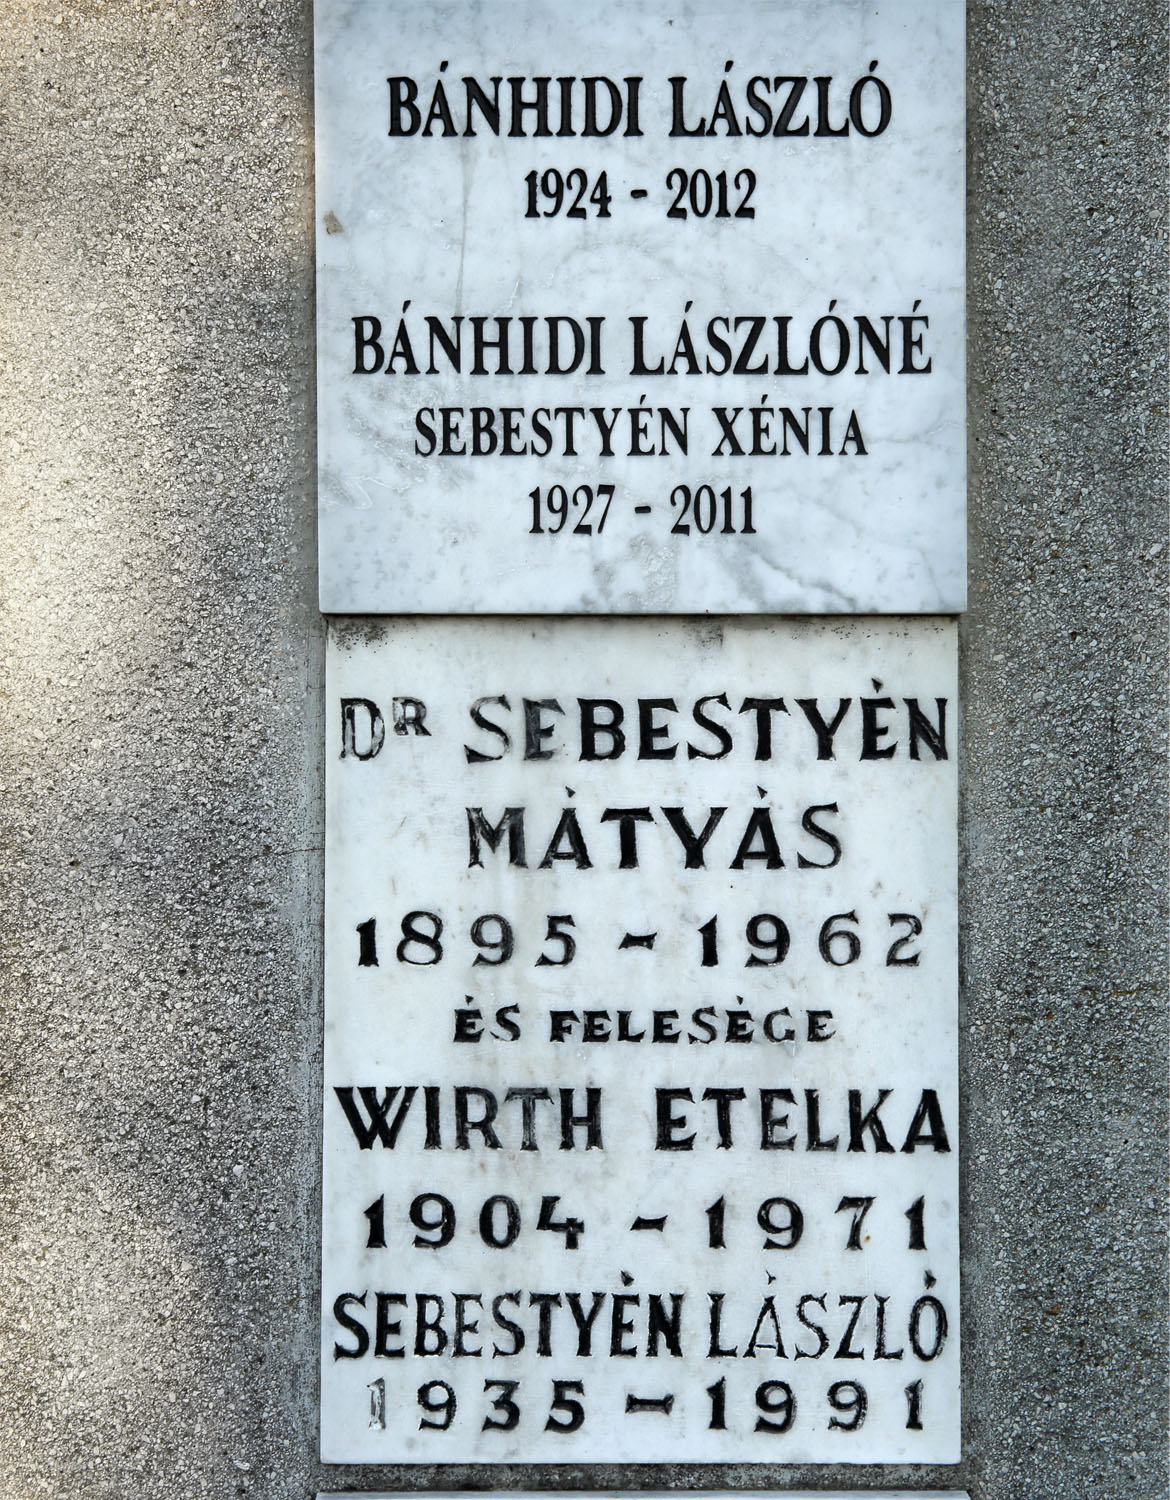 BÁNHIDI LÁSZLÓ
1924 - 2012
BÁNHIDI LÁSZLÓNÉ
SEBESTYÉN XÉNIA
1927 - 2011
DR SEBESTYÉN
MÁTYÁS
1895 - 1962
ÉS FELESÉGE
WIRTH ETELKA
1904 - 1971
SEBESTYÉN LÁSZLÓ
1935 - 1991